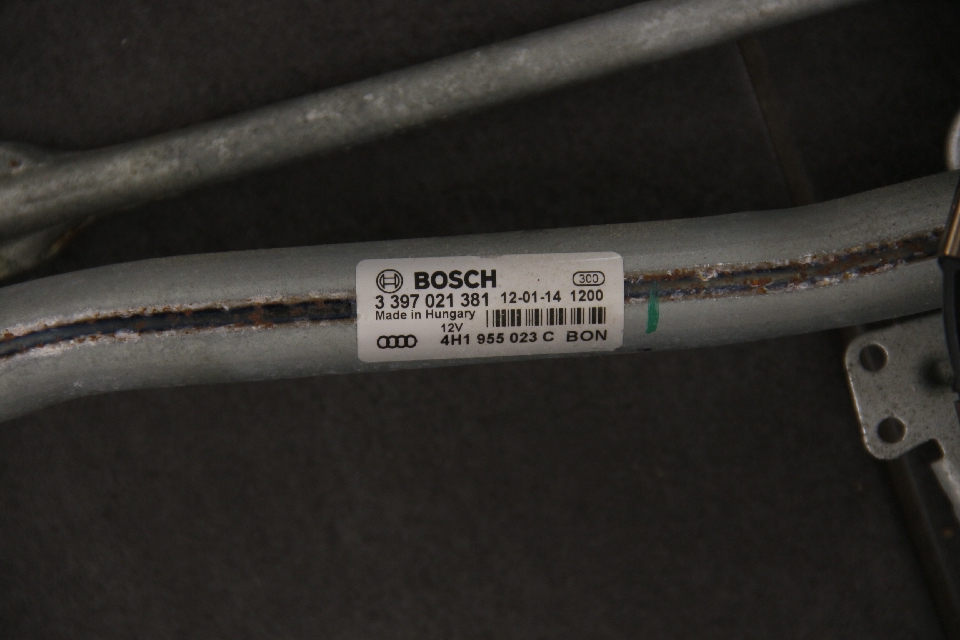 BOSCH 300
3 397 021 381 12-01-14 1200
Made in Hungary
12V
4H1 955 023 C BON